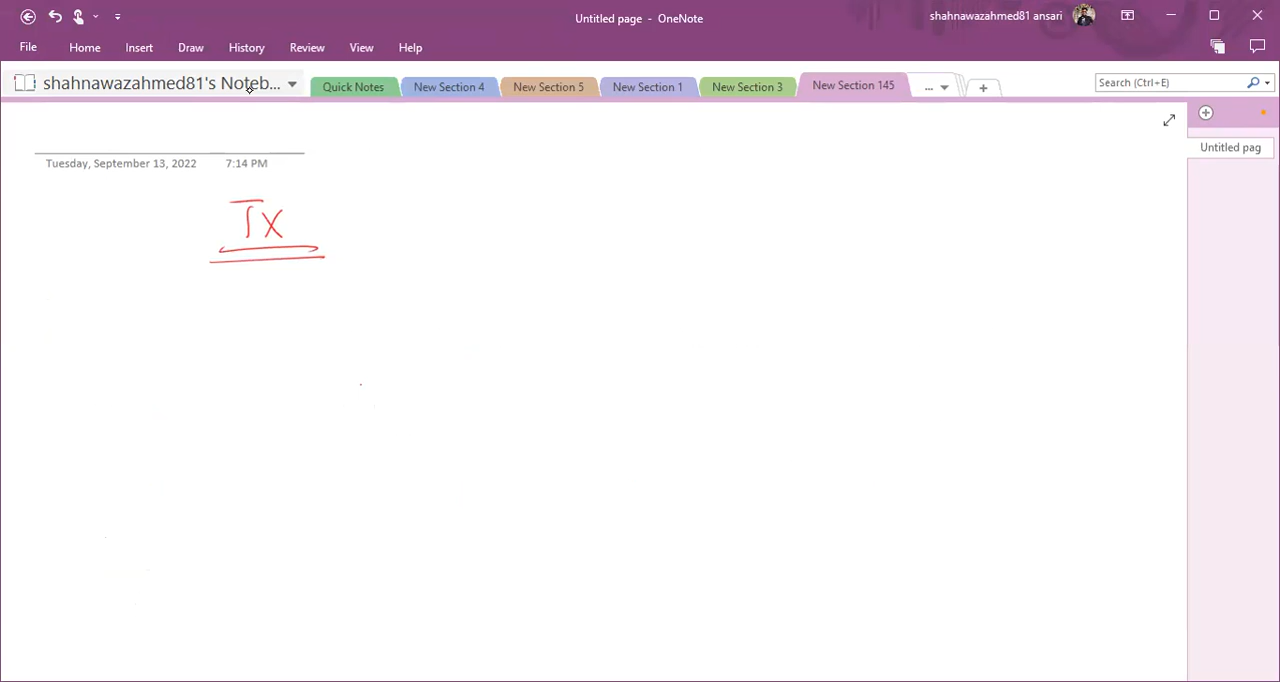 Untitled page - OneNote
shahnawazahmed81 ansari
File Home Insert Draw History Review View Help
shahnawazahmed81's Noteb...
Quick Notes
New Section 4
New Section 5
New Section 1
New Section 3
New Section 145
...
Search (Ctrl+E)
Untitled pag
Tuesday, September 13, 2022 7:14 PM
Tx